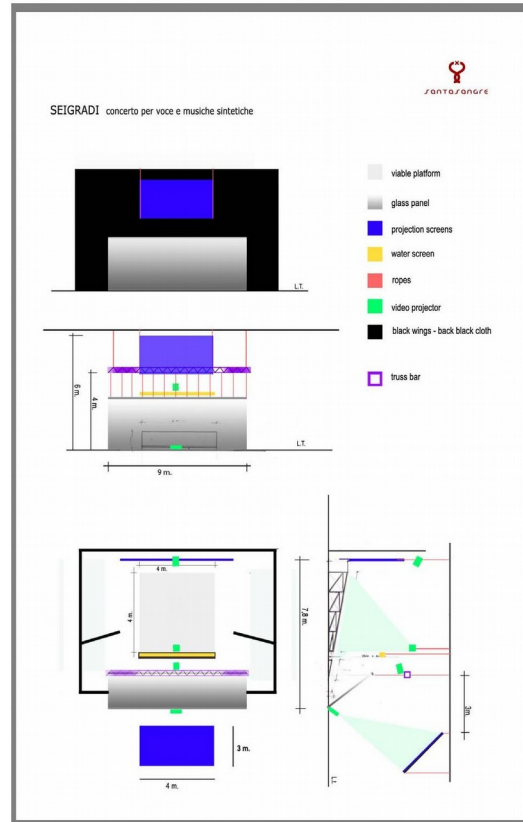 santasangre
SEIGRADI concerto per voce e musiche sintetiche
viable platform
glass panel
projection screens
water screen
ropes
video projector
black wings - back black cloth
truss bar
L.T.
6 m.
4 m.
L.T.
9 m.
4 m.
4 m.
7,8 m.
3m.
3 m.
4 m.